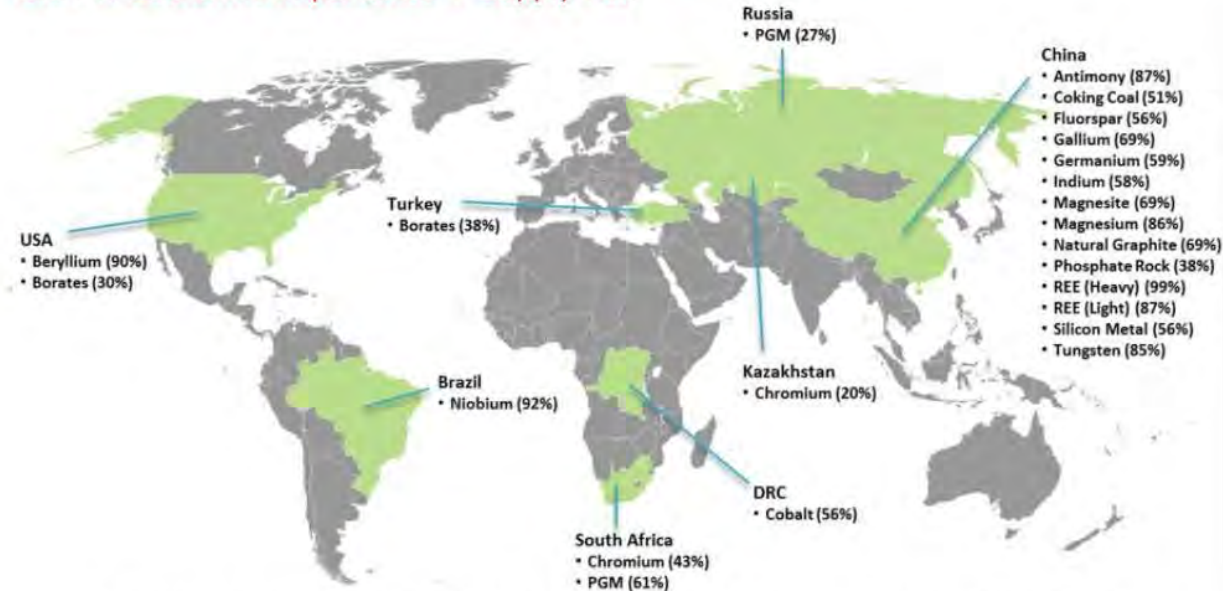 Russia
• PGM (27%)
China
• Antimony (87%)
• Coking Coal (51%)
• Fluorspar (56%)
• Gallium (69%)
• Germanium (59%)
• Indium (58%)
• Magnesite (69%)
• Magnesium (86%)
• Natural Graphite (69%)
• Phosphate Rock (38%)
• REE (Heavy) (99%)
• REE (Light) (87%)
• Silicon Metal (56%)
• Tungsten (85%)
Turkey
• Borates (38%)
USA
• Beryllium (90%)
• Borates (30%)
Kazakhstan
• Chromium (20%)
Brazil
• Niobium (92%)
DRC
• Cobalt (56%)
South Africa
• Chromium (43%)
• PGM (61%)